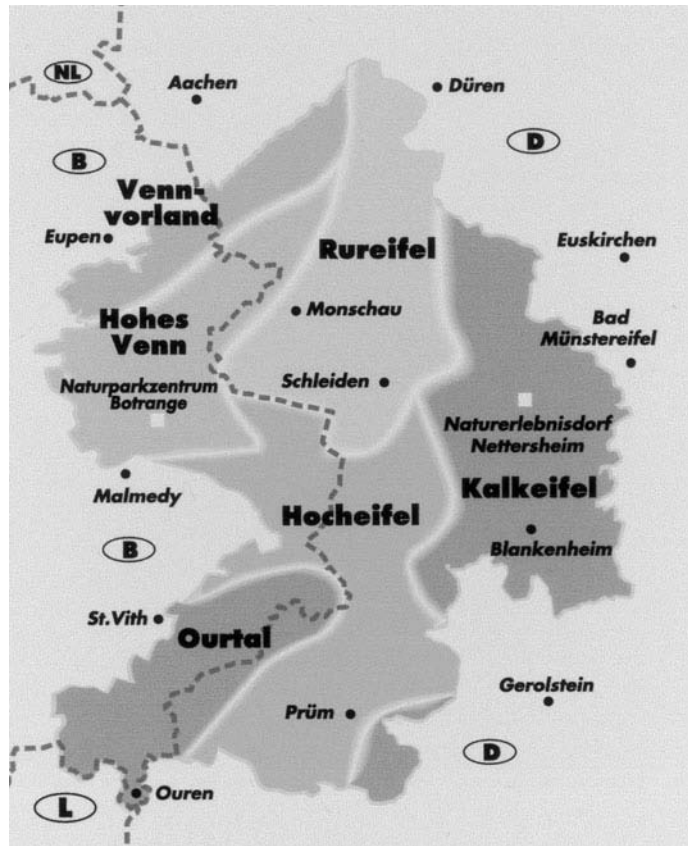 NL
Aachen
Düren
B
D
Venn-
vorland
Eupen
Rureifel
Euskirchen
Hohes
Venn
Monschau
Bad
Münstereifel
Schleiden
Naturparkzentrum
Botrange
Naturerlebnisdorf
Nettersheim
Malmedy
Kalkeifel
Hocheifel
B
Blankenheim
St.Vith
Ourtal
Gerolstein
Prüm
D
Ouren
L